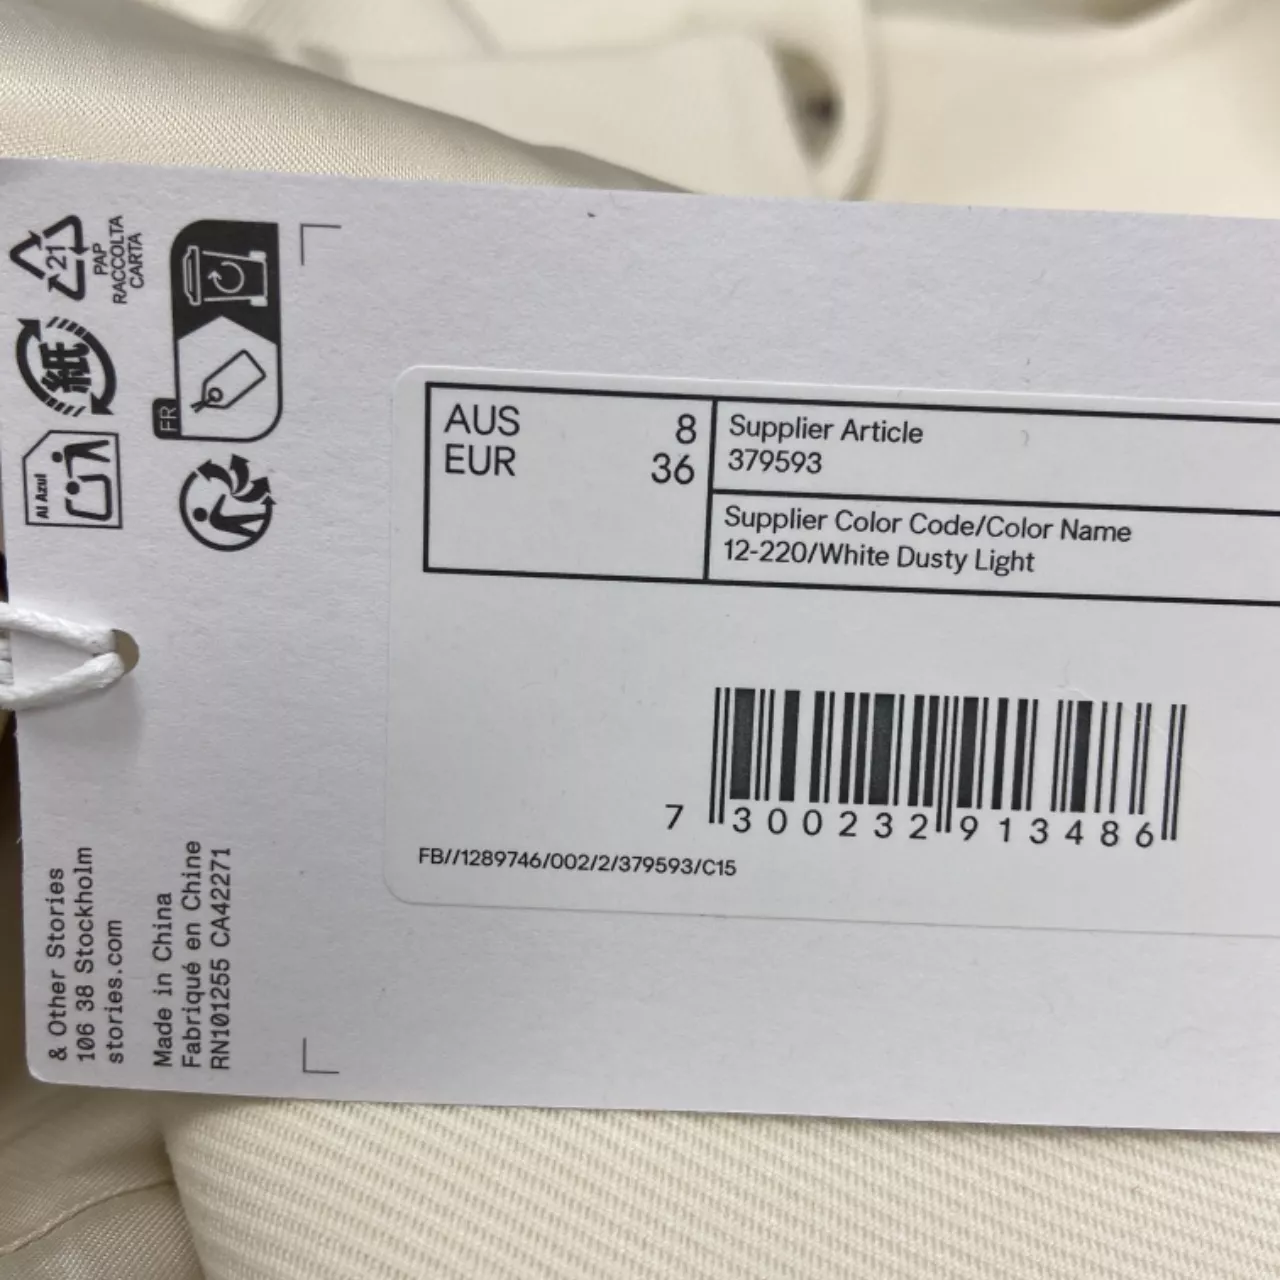 21
PAP
RACCOLTA
CARTA
紙
Al Azul
FR
AUS 8
EUR 36
Supplier Article
379593
Supplier Color Code/Color Name
12-220/White Dusty Light
7 300232 913486
FB//1289746/002/2/379593/C15
& Other Stories
106 38 Stockholm
stories.com
Made in China
Fabriqué en Chine
RN101255 CA42271